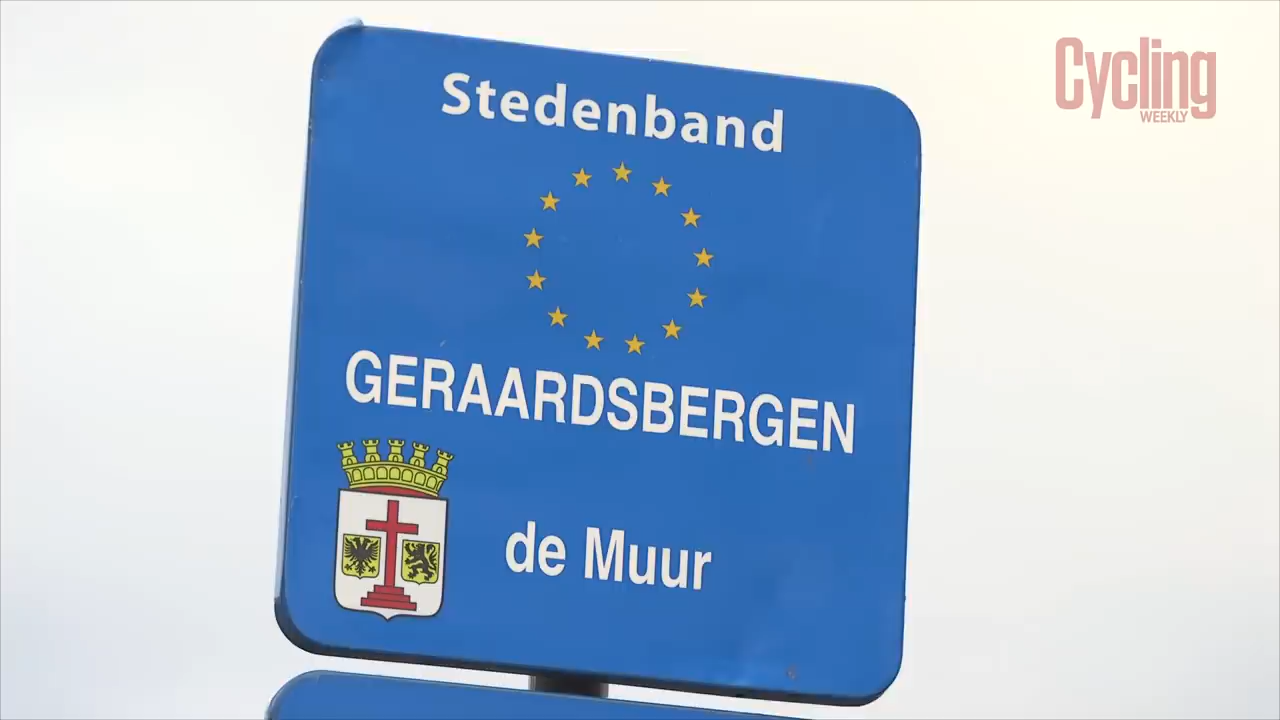 Cycling
WEEKLY
Stedenband
GERAARDSBERGEN
de Muur